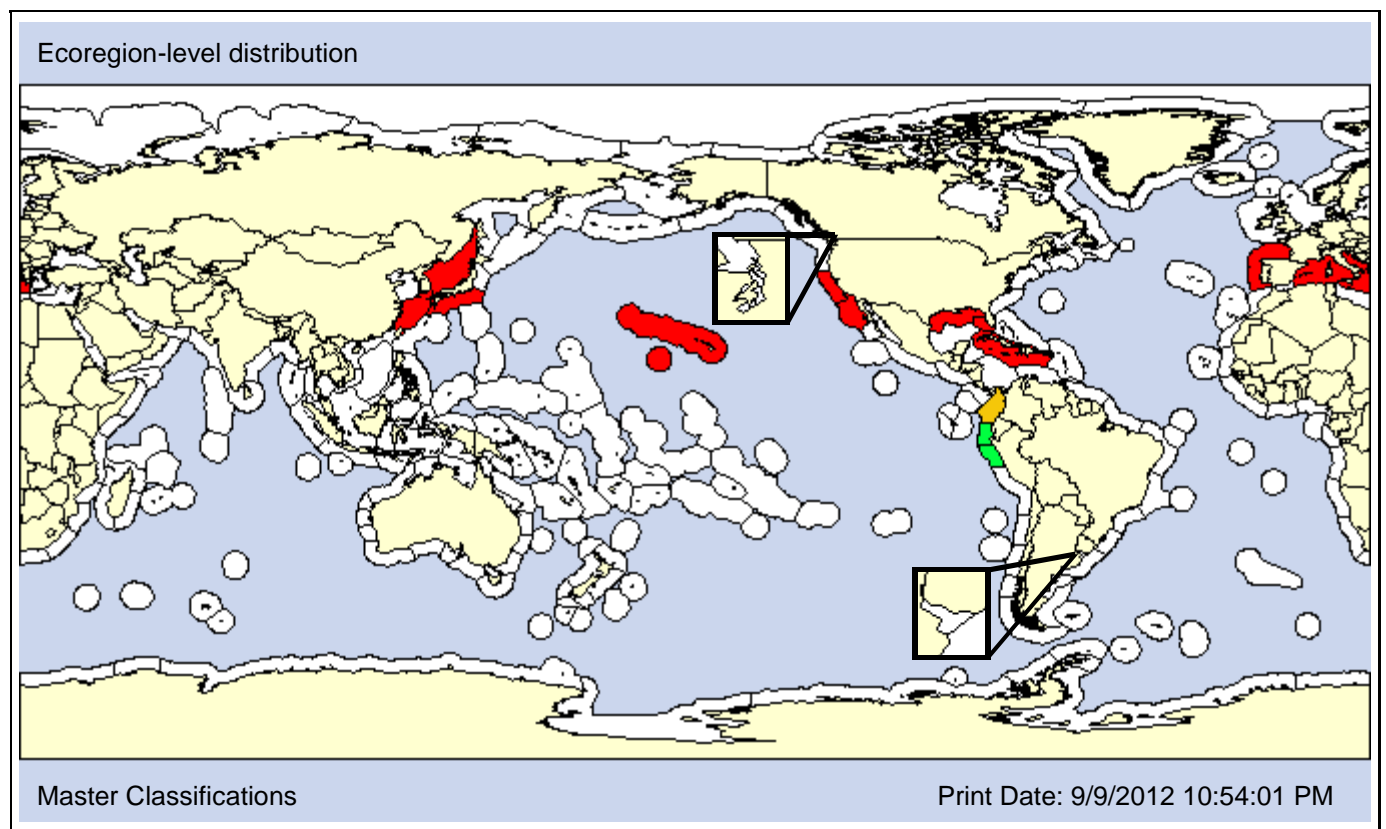 Ecoregion-level distribution
Master Classifications
Print Date: 9/9/2012 10:54:01 PM